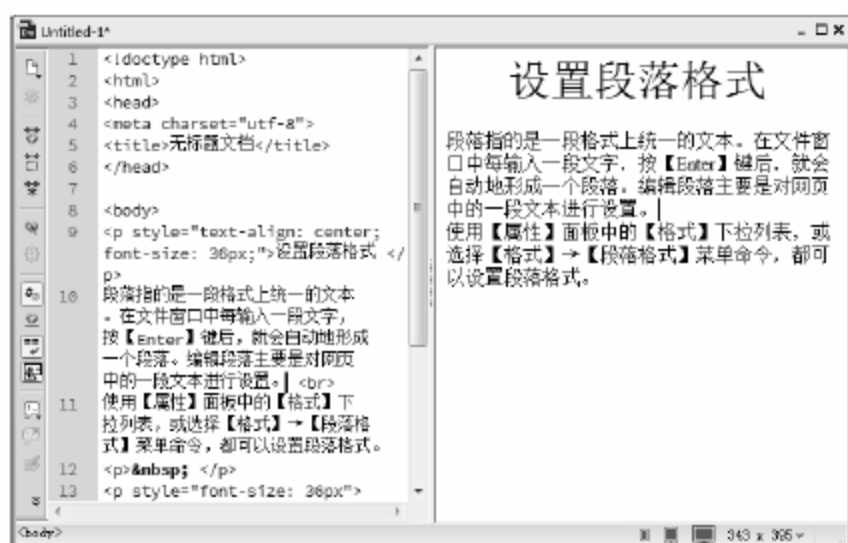 Untitled-1*
1 <!doctype html>
2 <html>
3 <head>
4 <meta charset="utf-8">
5 <title>无标题文档</title>
6 </head>
7
8 <body>
9 <p style="text-align: center;
font-size: 36px;">设置段落格式 </
p>
10 段落指的是一段格式上统一的文本
。在文件窗口中每输入一段文字，
按【Enter】键后，就会自动地形成
一个段落。编辑段落主要是对网页
中的一段文本进行设置。 <br>
11 使用【属性】面板中的【格式】下
拉列表，或选择【格式】→【段落格
式】菜单命令，都可以设置段落格式。
12 <p>&nbsp; </p>
13 <p style="font-size: 36px">
设置段落格式
段落指的是一段格式上统一的文本。在文件窗
口中每输入一段文字，按【Enter】键后，就会
自动地形成一个段落。编辑段落主要是对网页
中的一段文本进行设置。
使用【属性】面板中的【格式】下拉列表，或
选择【格式】→【段落格式】菜单命令，都可
以设置段落格式。
<body>
343 x 395